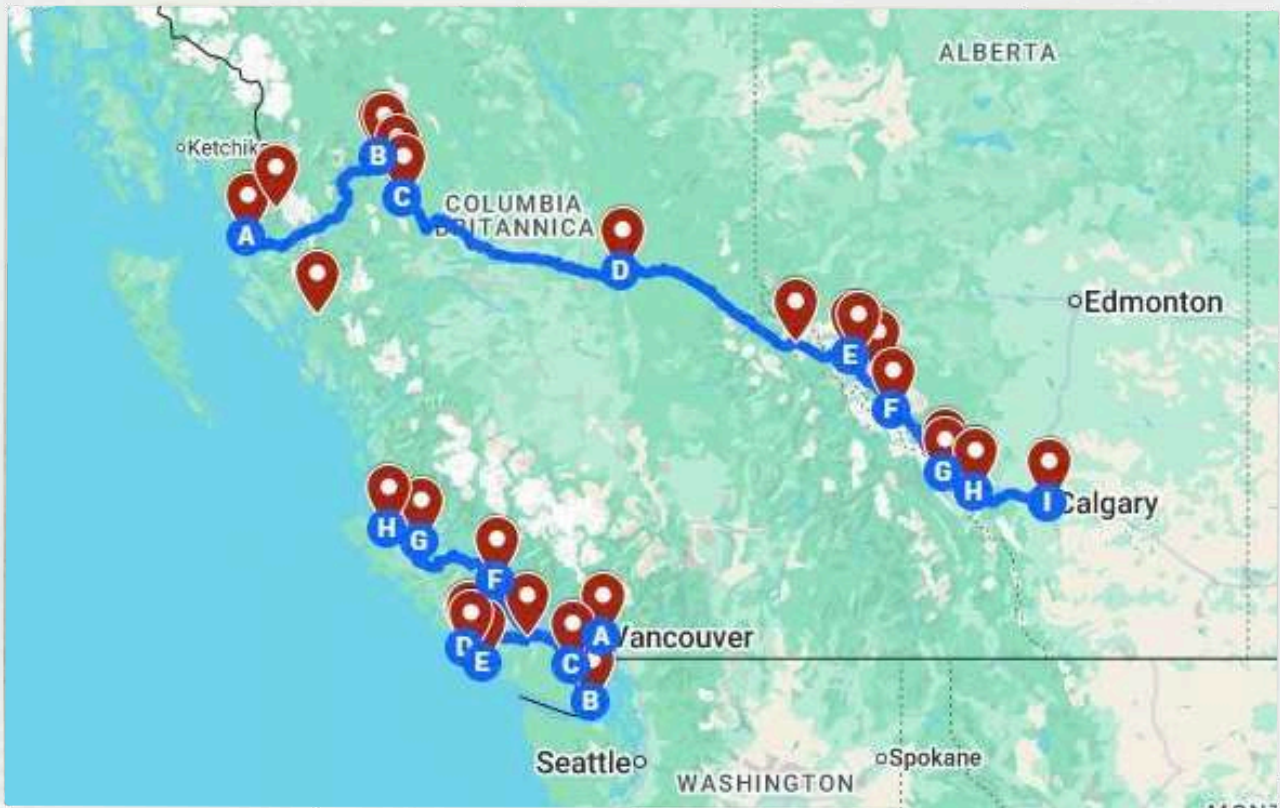 ALBERTA
Ketchik
B
C
COLUMBIA
BRITANNICA
A
D
Edmonton
E
F
G
H
I
Calgary
H
G
F
D
E
C
A
Vancouver
B
Seattle
Spokane
WASHINGTON